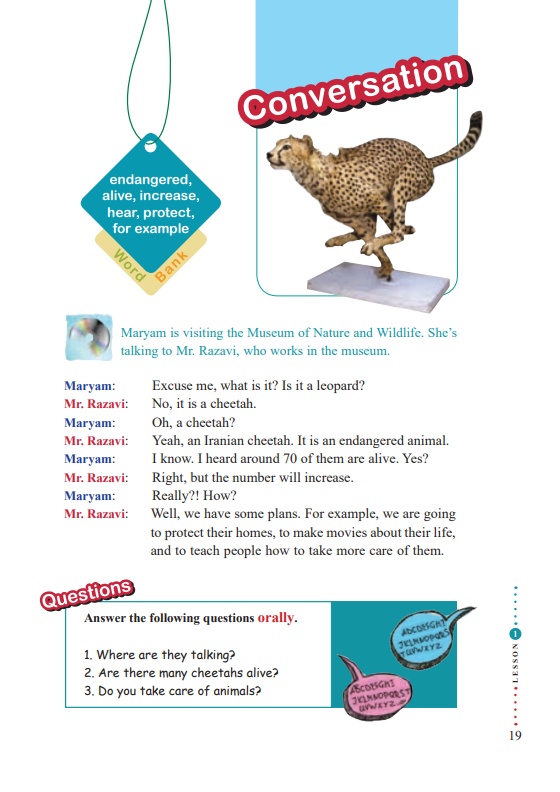 Conversation
endangered,
alive, increase,
hear, protect,
for example
Word
Bank
Maryam is visiting the Museum of Nature and Wildlife. She's
talking to Mr. Razavi, who works in the museum.
Maryam: Excuse me, what is it? Is it a leopard?
Mr. Razavi: No, it is a cheetah.
Maryam: Oh, a cheetah?
Mr. Razavi: Yeah, an Iranian cheetah. It is an endangered animal.
Maryam: I know. I heard around 70 of them are alive. Yes?
Mr. Razavi: Right, but the number will increase.
Maryam: Really?! How?
Mr. Razavi: Well, we have some plans. For example, we are going
to protect their homes, to make movies about their life,
and to teach people how to take more care of them.
Questions
Answer the following questions orally.
1. Where are they talking?
2. Are there many cheetahs alive?
3. Do you take care of animals?
LESSON 1
19